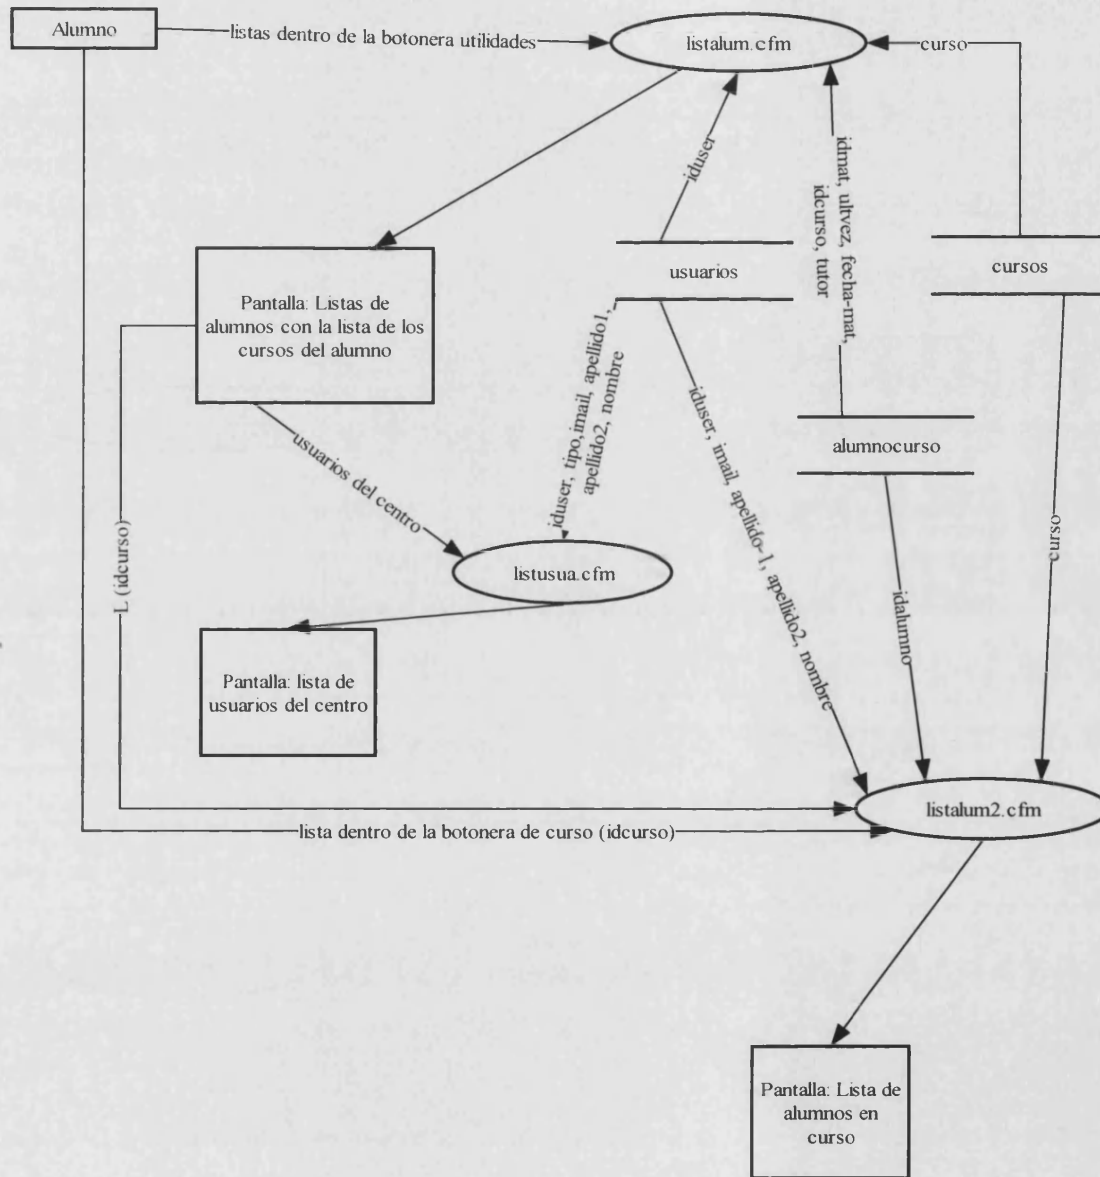 Alumno
listas dentro de la botonera utilidades
listalum.cfm
curso
iduser
idmat, ultvez, fecha-mat,
idcurso, tutor
usuarios
cursos
Pantalla: Listas de
alumnos con la lista de los
cursos del alumno
iduser, tipo,imail, apellido1,
apellido2, nombre
iduser, imail, apellido-1, apellido2, nombre
alumnocurso
usuarios del centro
curso
L (idcurso)
listusua.cfm
idalumno
Pantalla: lista de
usuarios del centro
listalum2.cfm
lista dentro de la botonera de curso (idcurso)
Pantalla: Lista de
alumnos en
curso